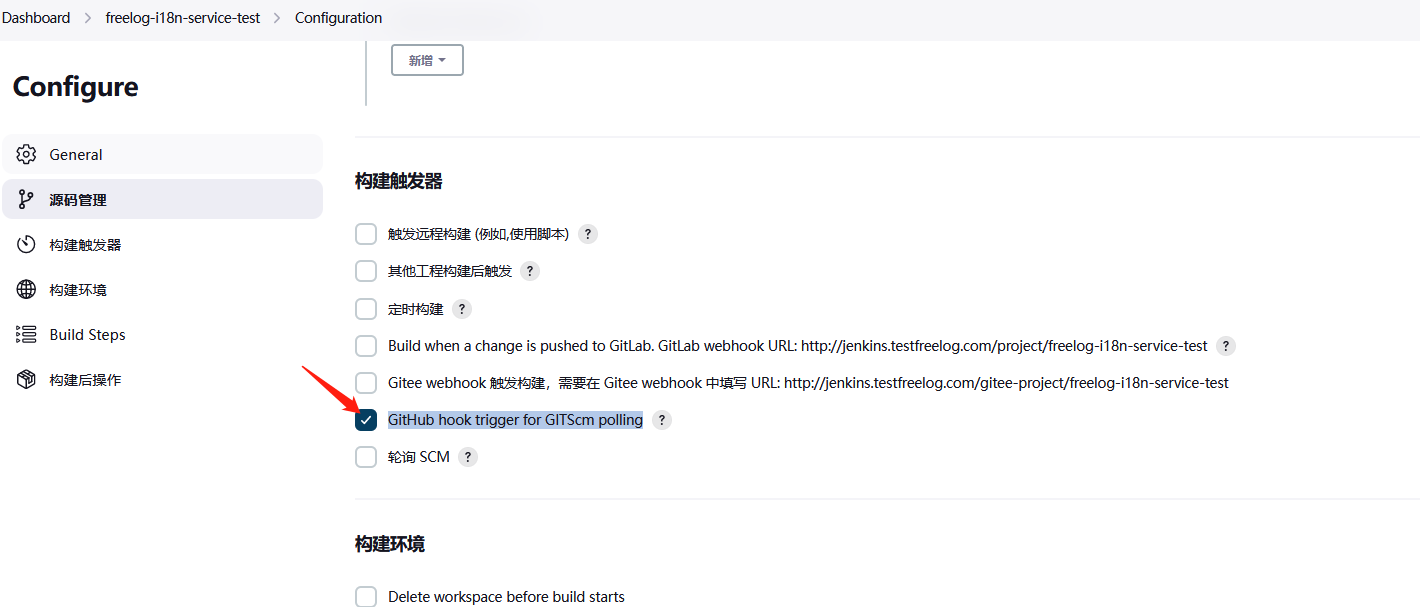 Dashboard > freelog-i18n-service-test > Configuration
Configure
General
源码管理
构建触发器
构建环境
Build Steps
构建后操作
新增
构建触发器
触发远程构建 (例如,使用脚本) ?
其他工程构建后触发 ?
定时构建 ?
Build when a change is pushed to GitLab. GitLab webhook URL: http://jenkins.testfreelog.com/project/freelog-i18n-service-test ?
Gitee webhook 触发构建，需要在 Gitee webhook 中填写 URL: http://jenkins.testfreelog.com/gitee-project/freelog-i18n-service-test
GitHub hook trigger for GITScm polling ?
轮询 SCM ?
构建环境
Delete workspace before build starts